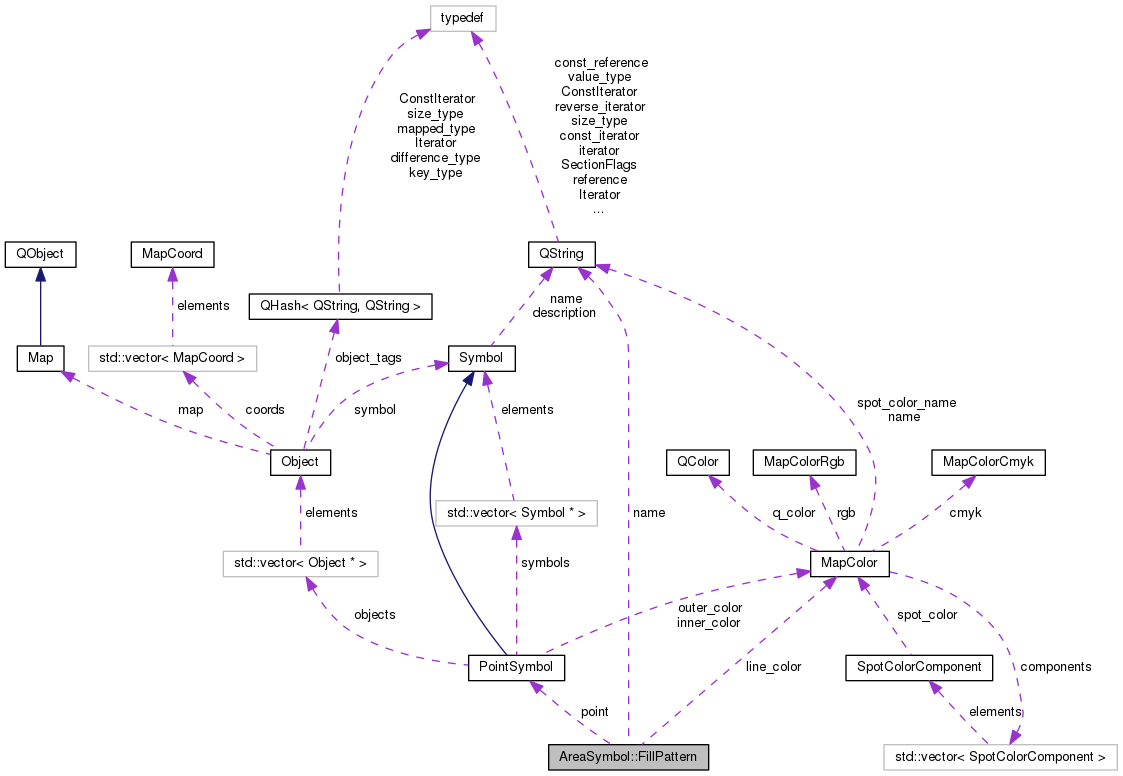 typedef
const_reference
value_type
ConstIterator
reverse_iterator
size_type
const_iterator
iterator
SectionFlags
reference
Iterator
...
ConstIterator
size_type
mapped_type
Iterator
difference_type
key_type
QObject
MapCoord
QString
elements
QHash< QString, QString >
name
description
Map
std::vector< MapCoord >
object_tags
Symbol
map
coords
symbol
elements
spot_color_name
name
Object
QColor
MapColorRgb
MapColorCmyk
elements
std::vector< Symbol * >
name
q_color
rgb
cmyk
std::vector< Object * >
symbols
MapColor
objects
outer_color
inner_color
spot_color
PointSymbol
line_color
SpotColorComponent
components
point
elements
AreaSymbol::FillPattern
std::vector< SpotColorComponent >